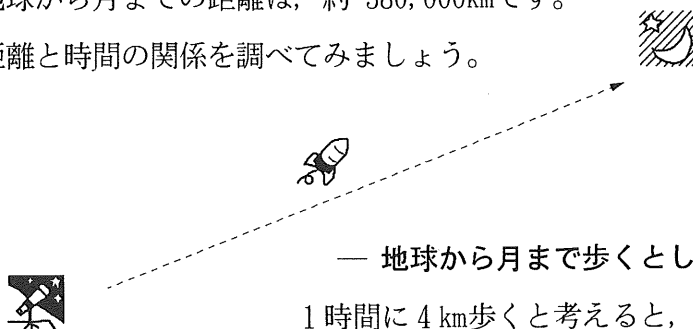 球から月までの距離は，約 380,000kmです。
距離と時間の関係を調べてみましょう。
― 地球から月まで歩くとし
1時間に4km歩くと考えると，